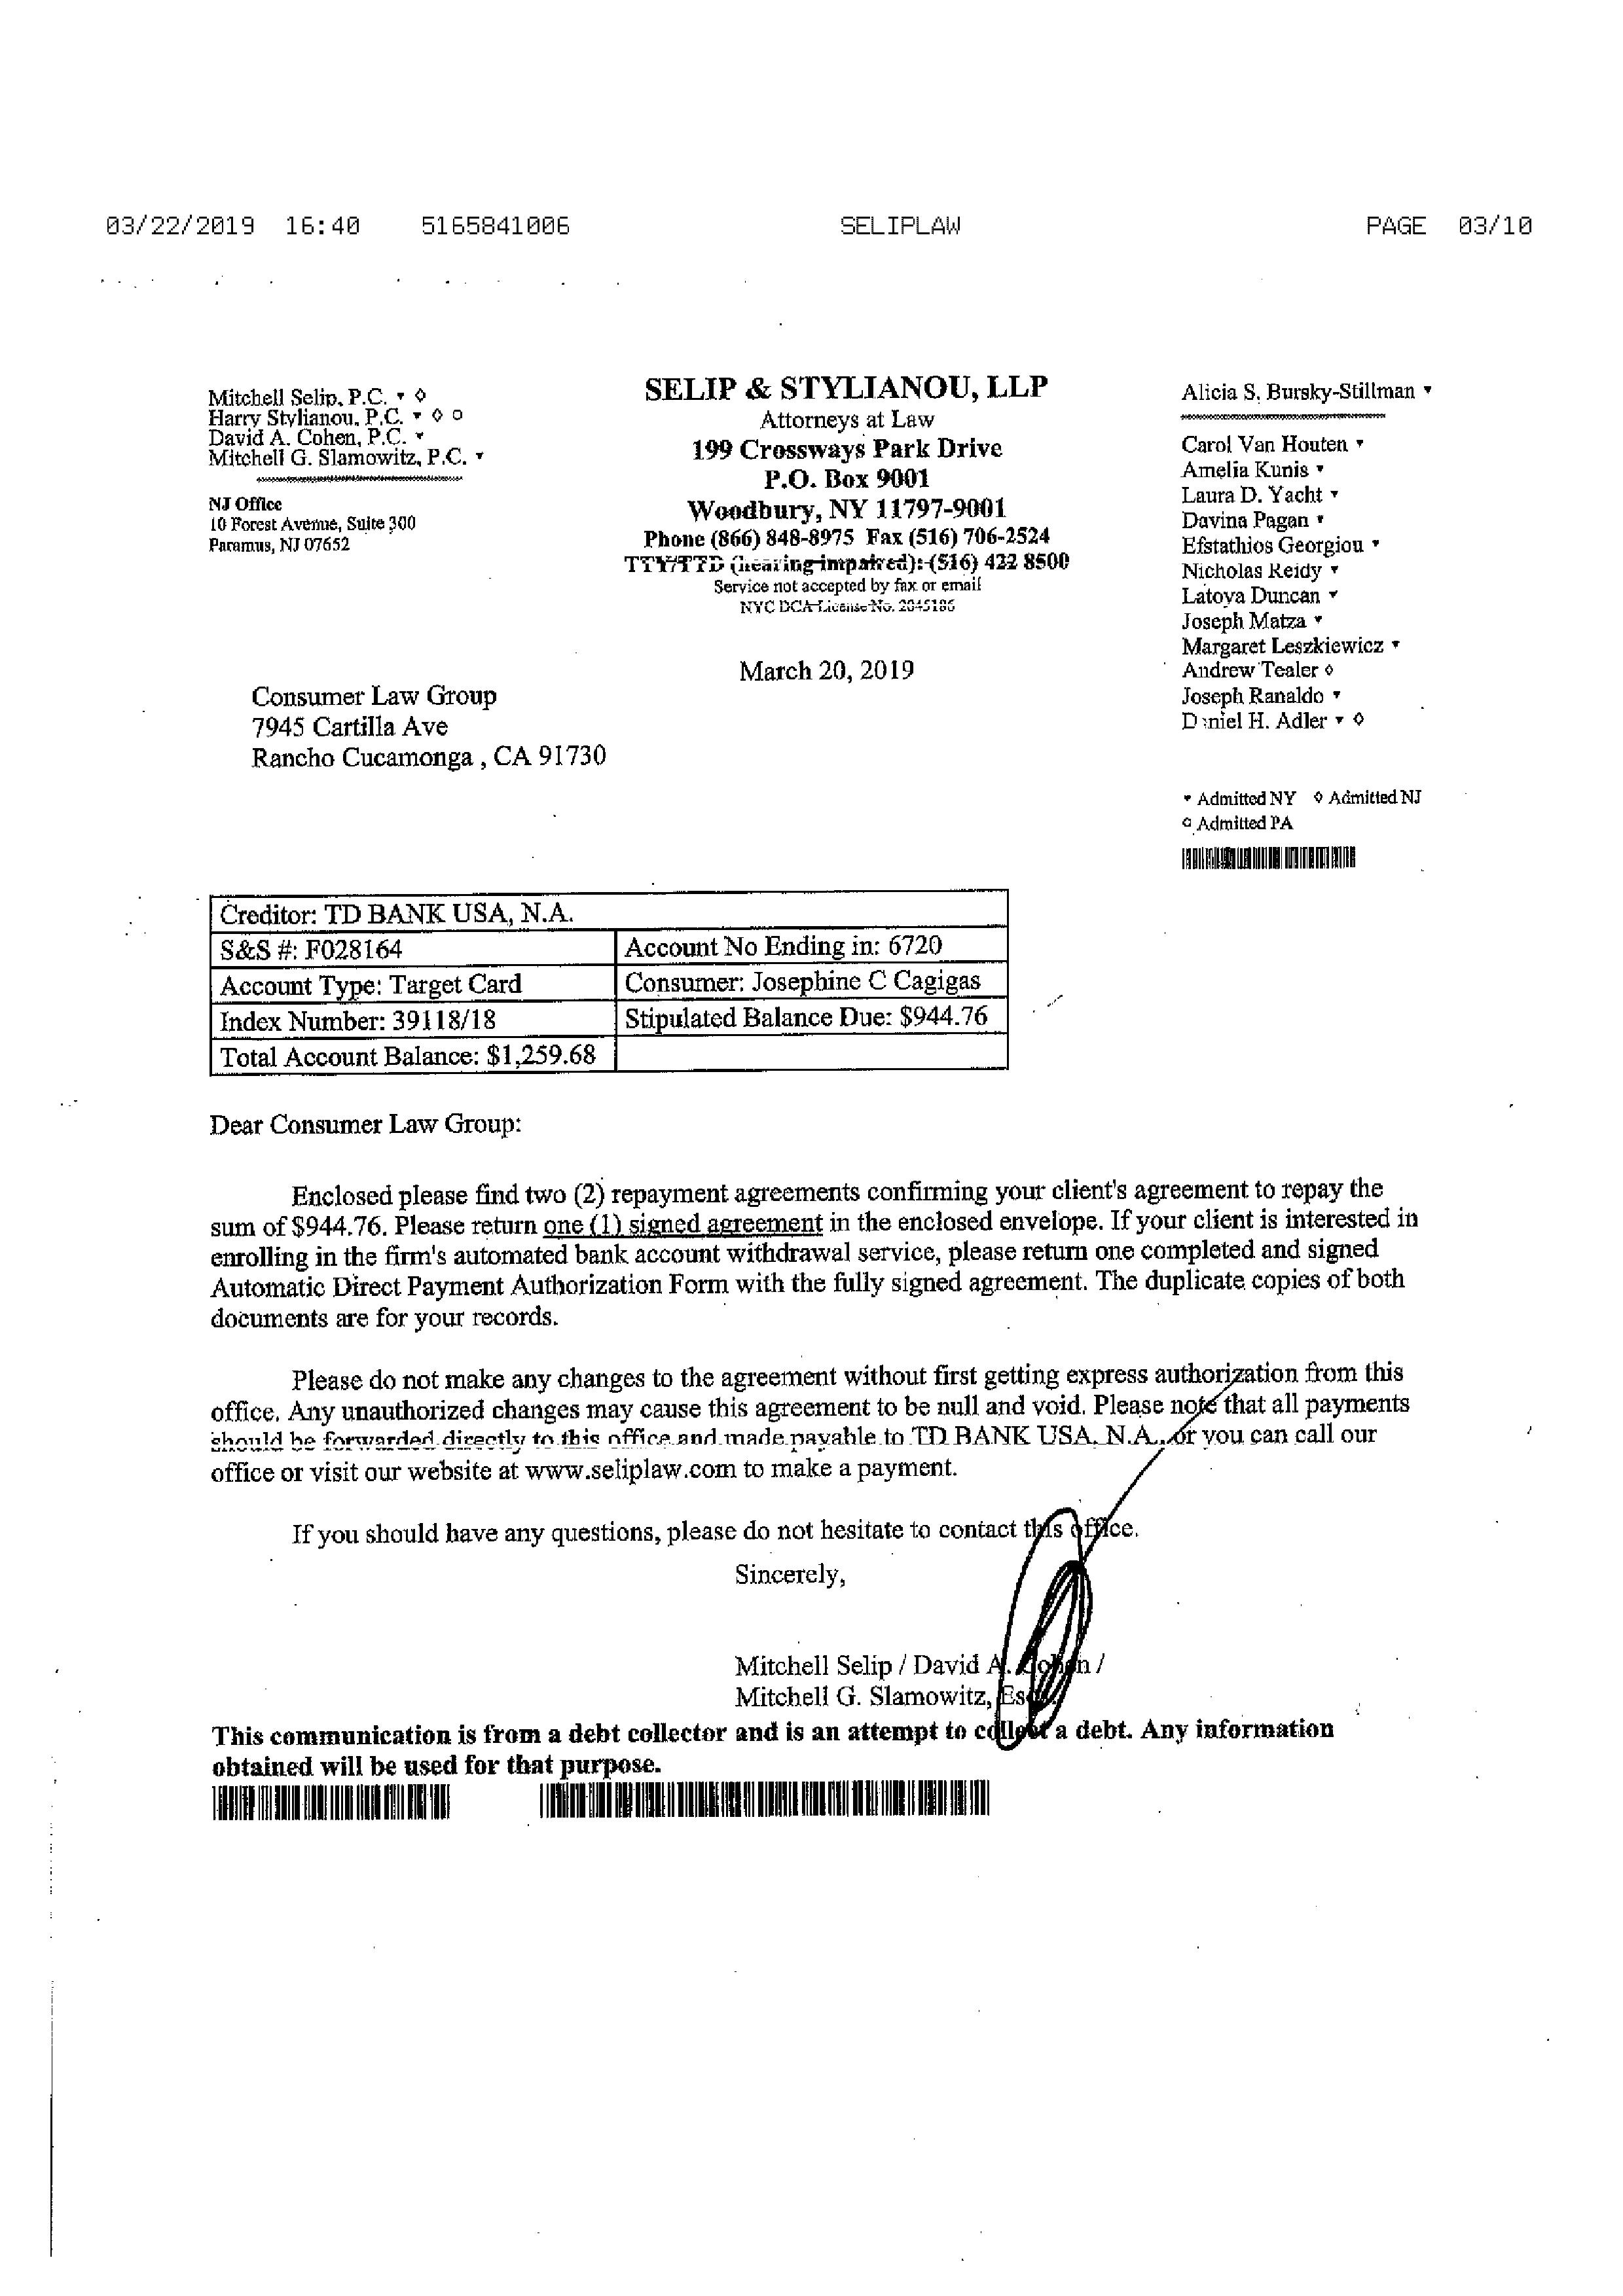 03/22/2019 16:40 5165841006 SELIPLAW PAGE 03/10
Mitchell Selip, P.C. ▾ ◊
Harry Stylianou, P.C. ▾ ◊ ○
David A. Cohen, P.C. ▾
Mitchell G. Slamowitz, P.C. ▾
NJ Office
10 Forest Avenue, Suite 300
Paramus, NJ 07652
SELIP & STYLIANOU, LLP
Attorneys at Law
199 Crossways Park Drive
P.O. Box 9001
Woodbury, NY 11797-9001
Phone (866) 848-8975 Fax (516) 706-2524
TTY/TTD (hearing-impaired): (516) 422 8500
Service not accepted by fax or email
NYC DCA License No.
March 20, 2019
Alicia S. Bursky-Stillman ▾
Carol Van Houten ▾
Amelia Kunis ▾
Laura D. Yacht ▾
Davina Pagan ▾
Efstathios Georgiou ▾
Nicholas Reidy ▾
Latoya Duncan ▾
Joseph Matza ▾
Margaret Leszkiewicz ▾
Andrew Tealer ◊
Joseph Ranaldo ▾
Daniel H. Adler ▾ ◊
▾ Admitted NY ◊ Admitted NJ
○ Admitted PA
Consumer Law Group
7945 Cartilla Ave
Rancho Cucamonga , CA 91730
Creditor: TD BANK USA, N.A.
S&S #: F028164 Account No Ending in: 6720
Account Type: Target Card Consumer: Josephine C Cagigas
Index Number: 39118/18 Stipulated Balance Due: $944.76
Total Account Balance: $1,259.68
Dear Consumer Law Group:
Enclosed please find two (2) repayment agreements confirming your client's agreement to repay the
sum of $944.76. Please return one (1) signed agreement in the enclosed envelope. If your client is interested in
enrolling in the firm's automated bank account withdrawal service, please return one completed and signed
Automatic Direct Payment Authorization Form with the fully signed agreement. The duplicate copies of both
documents are for your records.
Please do not make any changes to the agreement without first getting express authorization from this
office. Any unauthorized changes may cause this agreement to be null and void. Please note that all payments
should be forwarded directly to this office and made payable to TD BANK USA, N.A., or you can call our
office or visit our website at www.seliplaw.com to make a payment.
If you should have any questions, please do not hesitate to contact this office.
Sincerely,
Mitchell Selip / David A. Cohen /
Mitchell G. Slamowitz, Esq.
This communication is from a debt collector and is an attempt to collect a debt. Any information
obtained will be used for that purpose.